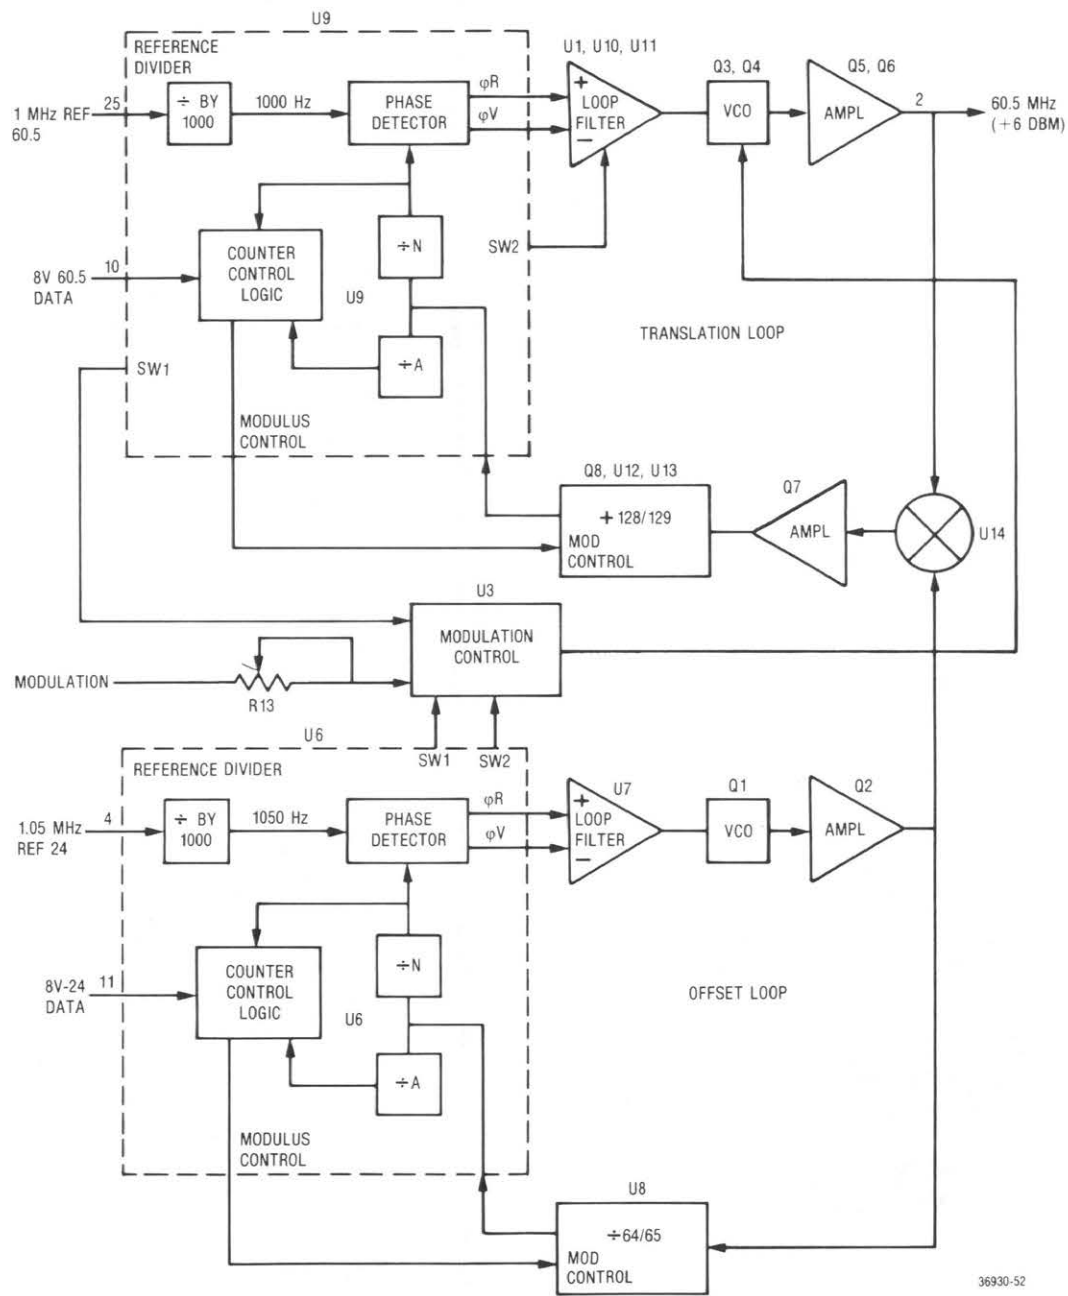 U9
REFERENCE
DIVIDER
U1, U10, U11
Q3, Q4
Q5, Q6
1 MHz REF
60.5
25
÷ BY
1000
1000 Hz
PHASE
DETECTOR
φR
φV
+
LOOP
FILTER
−
VCO
AMPL
2
60.5 MHz
(+6 DBM)
8V 60.5
DATA
10
COUNTER
CONTROL
LOGIC
÷N
U9
÷A
SW2
SW1
TRANSLATION LOOP
MODULUS
CONTROL
Q8, U12, U13
+128/129
MOD
CONTROL
Q7
AMPL
U14
U3
MODULATION
CONTROL
MODULATION
R13
SW1
SW2
U6
REFERENCE DIVIDER
1.05 MHz
REF 24
4
÷ BY
1000
1050 Hz
PHASE
DETECTOR
φR
φV
U7
+
LOOP
FILTER
−
Q1
VCO
Q2
AMPL
8V-24
DATA
11
COUNTER
CONTROL
LOGIC
÷N
U6
÷A
OFFSET LOOP
MODULUS
CONTROL
U8
÷64/65
MOD
CONTROL
36930-52